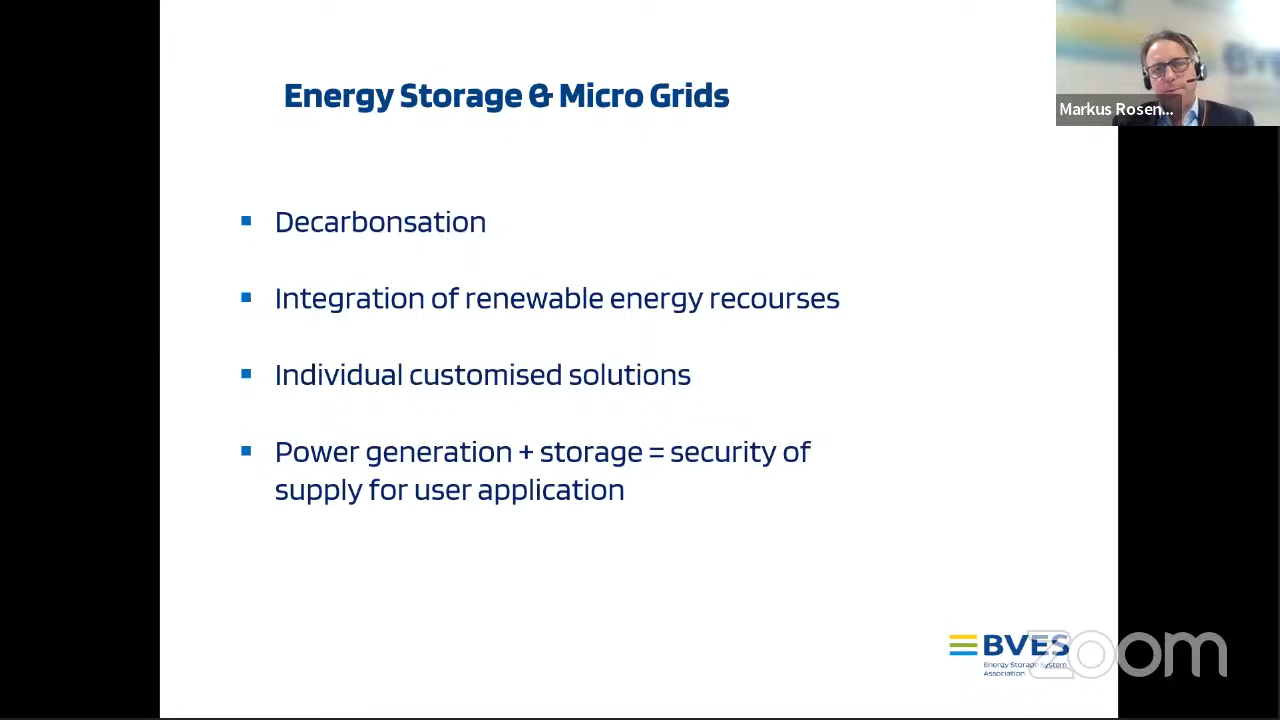 Energy Storage & Micro Grids
Markus Rosen...
Decarbonsation
Integration of renewable energy recourses
Individual customised solutions
Power generation + storage = security of
supply for user application
BVES
Energy Storage System
Association
zoom